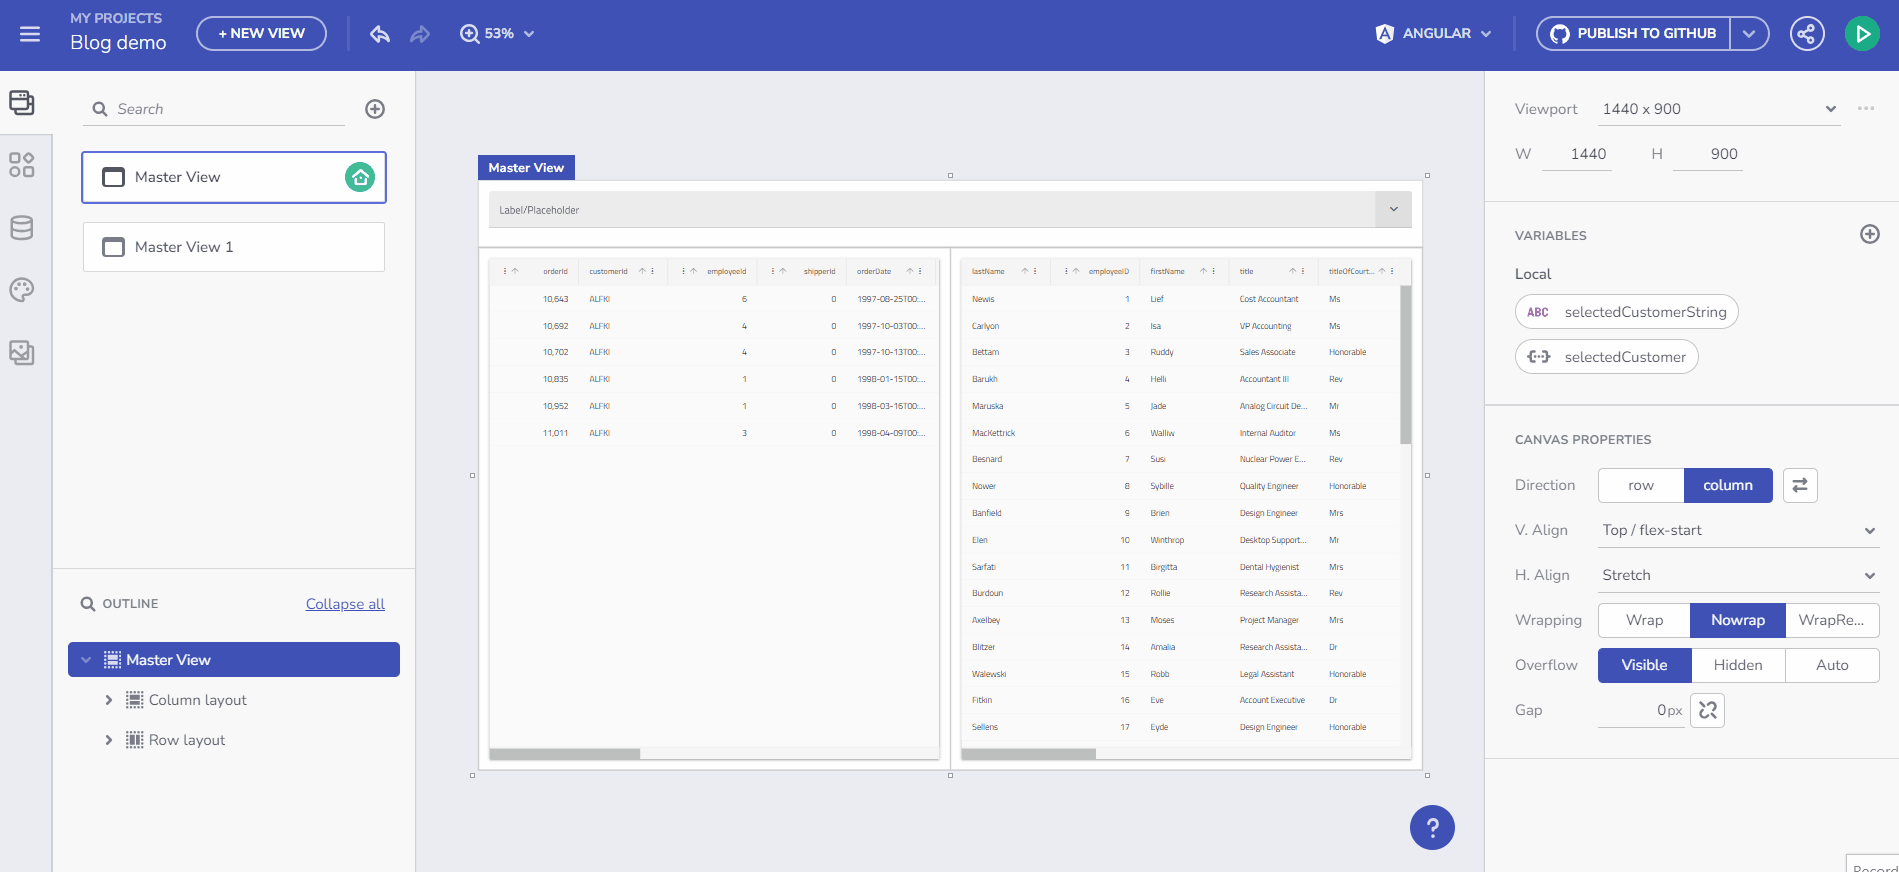 MY PROJECTS
Blog demo
+ NEW VIEW
53%
ANGULAR
PUBLISH TO GITHUB
Search
Master View
Master View 1
OUTLINE
Collapse all
Master View
Column layout
Row layout
Master View
Label/Placeholder
orderId customerId employeeId shipperId orderDate
10,643 ALFKI 6 0 1997-08-25T00:...
10,692 ALFKI 4 0 1997-10-03T00:...
10,702 ALFKI 4 0 1997-10-13T00:...
10,835 ALFKI 1 0 1998-01-15T00:...
10,952 ALFKI 1 0 1998-03-16T00:...
11,011 ALFKI 3 0 1998-04-09T00:...
lastName employeeID firstName title titleOfCourt...
Newis 1 Lief Cost Accountant Ms
Carlyon 2 Isa VP Accounting Ms
Bettam 3 Ruddy Sales Associate Honorable
Barukh 4 Helli Accountant III Rev
Maruska 5 Jade Analog Circuit De... Mr
MacKettrick 6 Walliw Internal Auditor Ms
Besnard 7 Susi Nuclear Power E... Rev
Nower 8 Sybille Quality Engineer Honorable
Banfield 9 Brien Design Engineer Mrs
Elen 10 Winthrop Desktop Support... Mr
Sarfati 11 Birgitta Dental Hygienist Mrs
Burdoun 12 Rollie Research Assista... Rev
Axelbey 13 Moses Project Manager Mrs
Blitzer 14 Amalia Research Assista... Dr
Walewski 15 Robb Legal Assistant Honorable
Fitkin 16 Eve Account Executive Dr
Sellens 17 Eyde Design Engineer Honorable
?
Viewport 1440 x 900
W 1440 H 900
VARIABLES
Local
ABC selectedCustomerString
selectedCustomer
CANVAS PROPERTIES
Direction row column
V. Align Top / flex-start
H. Align Stretch
Wrapping Wrap Nowrap WrapRe...
Overflow Visible Hidden Auto
Gap 0px